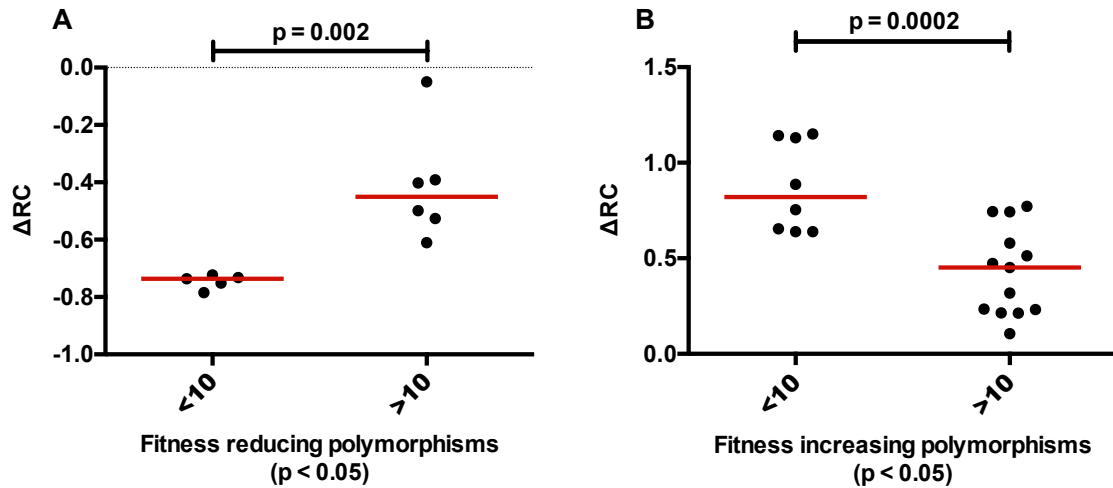 A
p = 0.002
0.0
-0.2
-0.4
-0.6
-0.8
-1.0
ΔRC
<10
>10
Fitness reducing polymorphisms
(p < 0.05)
B
p = 0.0002
1.5
1.0
0.5
0.0
ΔRC
<10
>10
Fitness increasing polymorphisms
(p < 0.05)